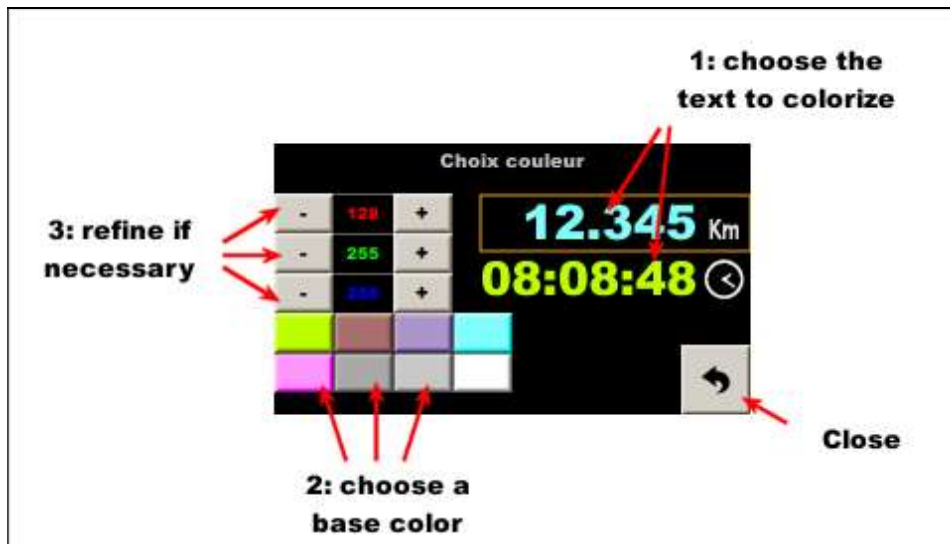 1: choose the
text to colorize
Choix couleur
- 128 +
12.345 Km
3: refine if
necessary
- 255 +
08:08:48
- +
Close
2: choose a
base color